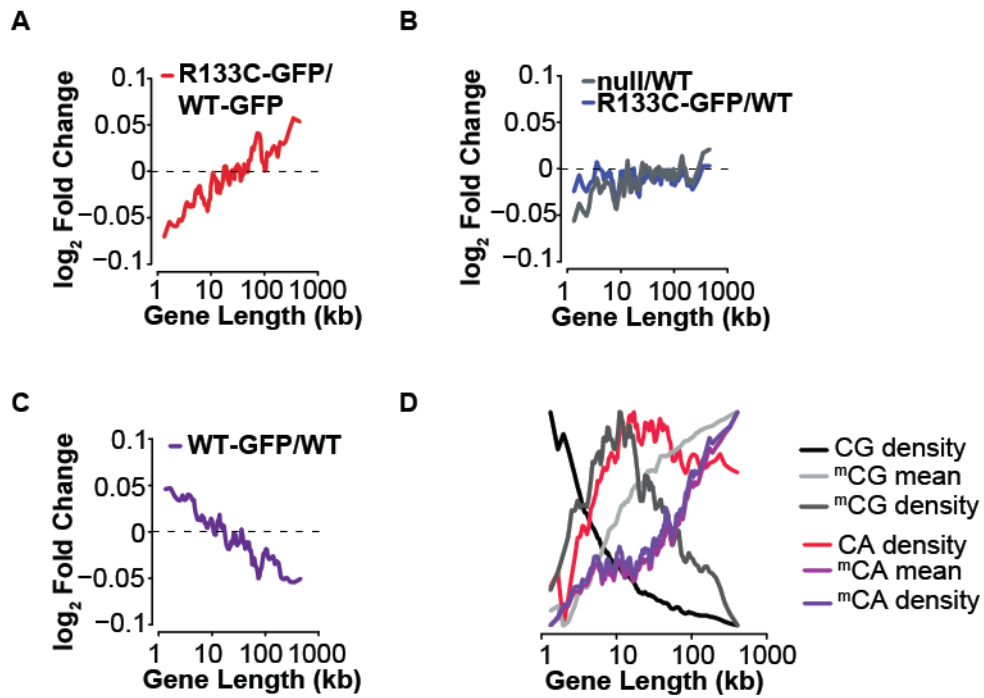 A
R133C-GFP/
WT-GFP
0.1
0.05
0
−0.05
−0.1
log2 Fold Change
1 10 100 1000
Gene Length (kb)
B
null/WT
R133C-GFP/WT
0.1
0.05
0
−0.05
−0.1
log2 Fold Change
1 10 100 1000
Gene Length (kb)
C
WT-GFP/WT
0.1
0.05
0
−0.05
−0.1
log2 Fold Change
1 10 100 1000
Gene Length (kb)
D
CG density
mCG mean
mCG density
CA density
mCA mean
mCA density
1 10 100 1000
Gene Length (kb)